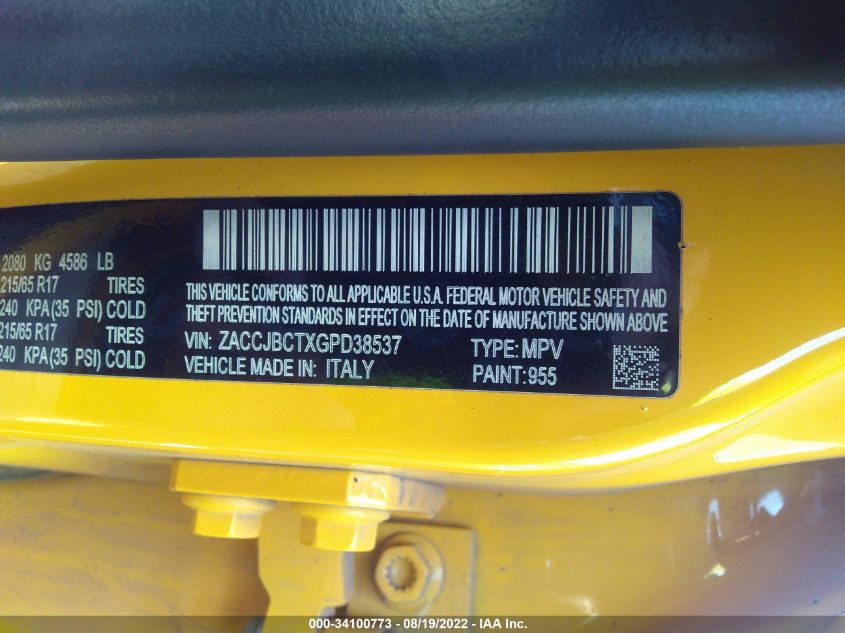 2080 KG 4586 LB
215/65 R17 TIRES
240 KPA(35 PSI) COLD
215/65 R17 TIRES
240 KPA(35 PSI) COLD
THIS VEHICLE CONFORMS TO ALL APPLICABLE U.S.A. FEDERAL MOTOR VEHICLE SAFETY AND
THEFT PREVENTION STANDARDS IN EFFECT ON THE DATE OF MANUFACTURE SHOWN ABOVE
VIN: ZACCJBCTXGPD38537 TYPE: MPV
VEHICLE MADE IN: ITALY PAINT: 955
000-34100773 - 08/19/2022 - IAA Inc.